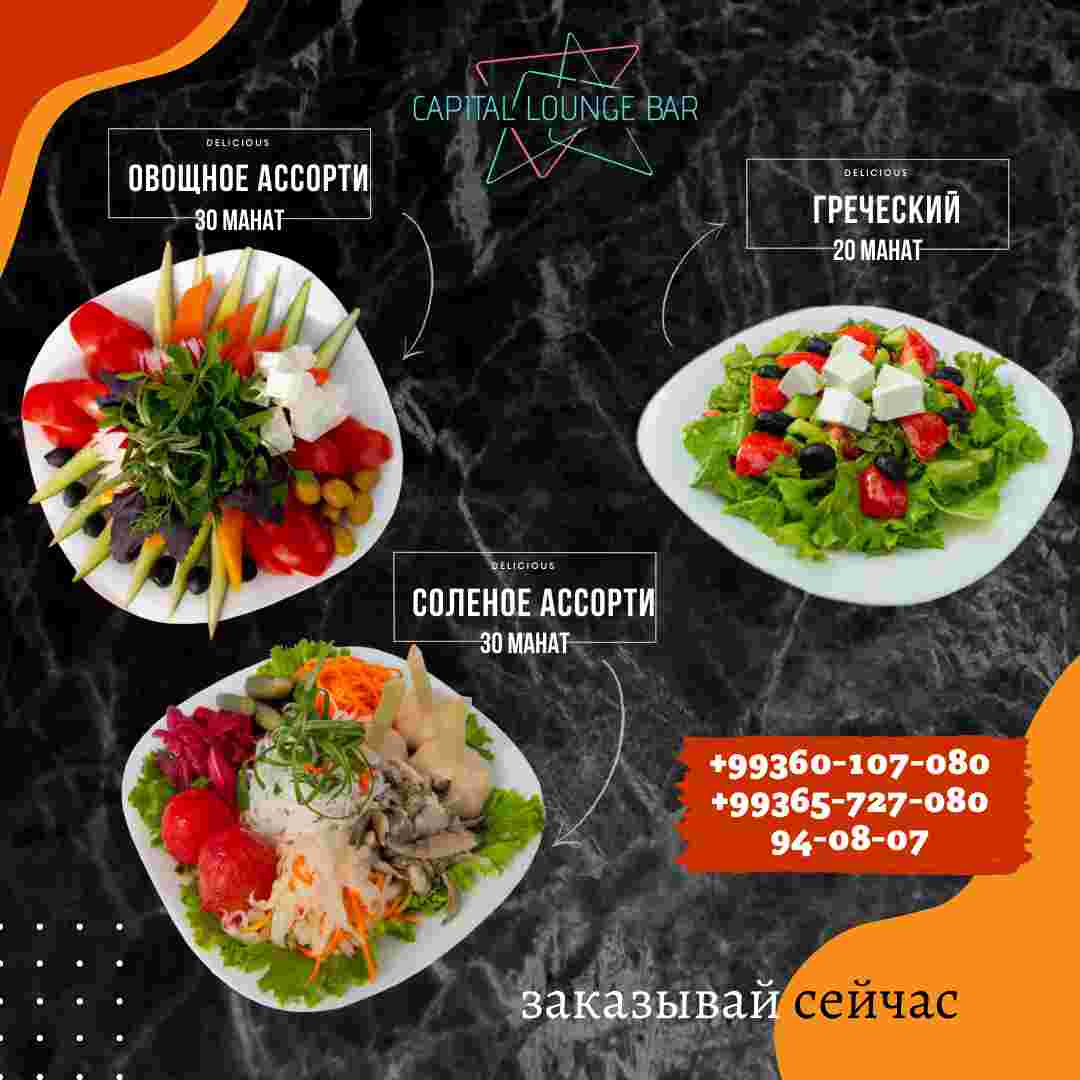 CAPITAL LOUNGE BAR
DELICIOUS
ОВОЩНОЕ АССОРТИ
30 МАНАТ
DELICIOUS
ГРЕЧЕСКИЙ
20 МАНАТ
DELICIOUS
СОЛЕНОЕ АССОРТИ
30 МАНАТ
+99360-107-080
+99365-727-080
94-08-07
заказывай сейчас